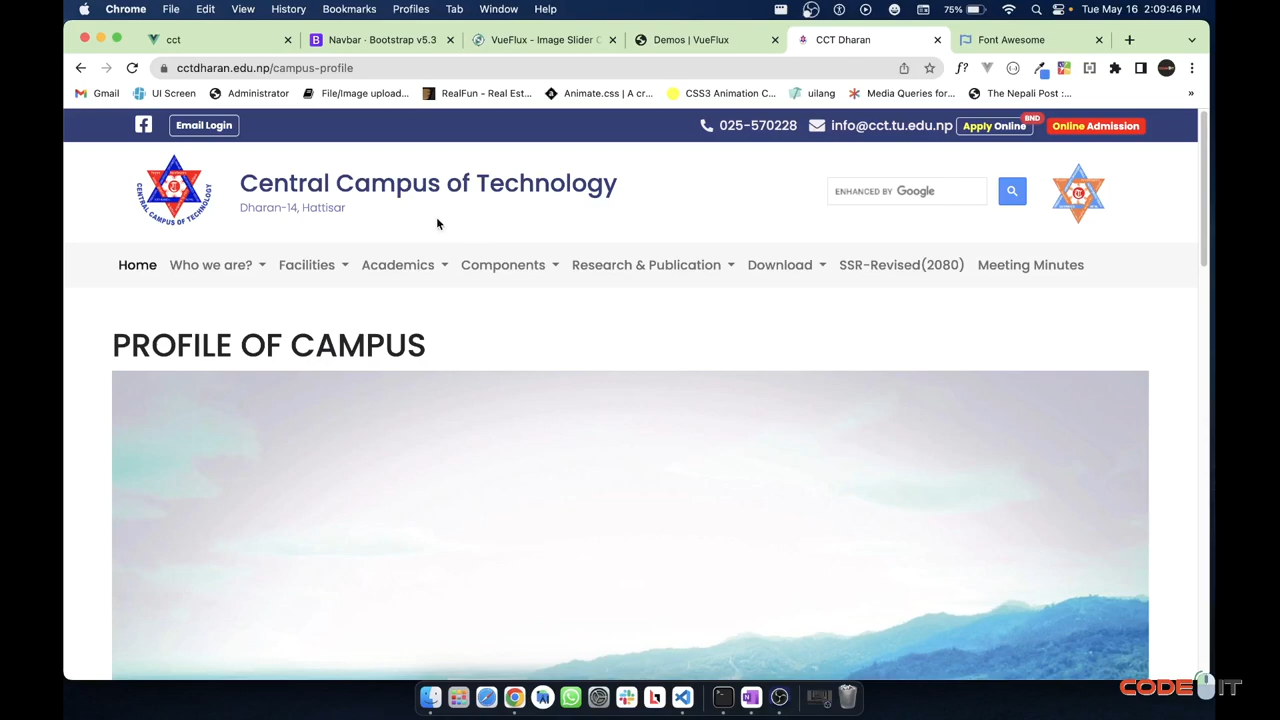 Chrome File Edit View History Bookmarks Profiles Tab Window Help 75% Tue May 16 2:09:46 PM
cct Navbar · Bootstrap v5.3 VueFlux - Image Slider C Demos | VueFlux CCT Dharan Font Awesome
cctdharan.edu.np/campus-profile
Gmail UI Screen Administrator File/Image upload... RealFun - Real Est... Animate.css | A cr... CSS3 Animation C... uilang Media Queries for... The Nepali Post :... »
Email Login 025-570228 info@cct.tu.edu.np Apply Online BND Online Admission
CENTRAL CAMPUS OF TECHNOLOGY
Central Campus of Technology
Dharan-14, Hattisar
ENHANCED BY Google
Home Who we are? Facilities Academics Components Research & Publication Download SSR-Revised(2080) Meeting Minutes
PROFILE OF CAMPUS
CODE IT